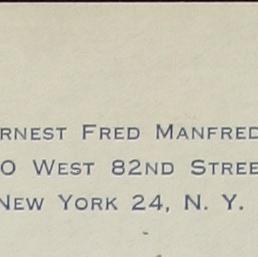 RNEST FRED MANFRED
0 WEST 82ND STREE
NEW YORK 24, N. Y.